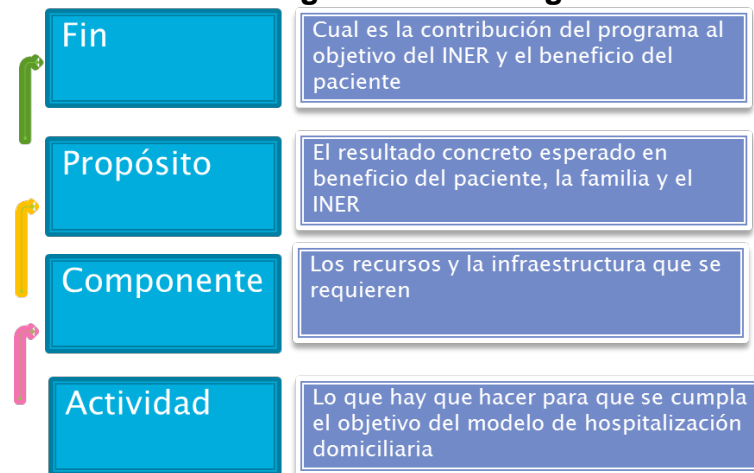 Fin
Cual es la contribución del programa al
objetivo del INER y el beneficio del
paciente
Propósito
El resultado concreto esperado en
beneficio del paciente, la familia y el
INER
Componente
Los recursos y la infraestructura que se
requieren
Actividad
Lo que hay que hacer para que se cumpla
el objetivo del modelo de hospitalización
domiciliaria